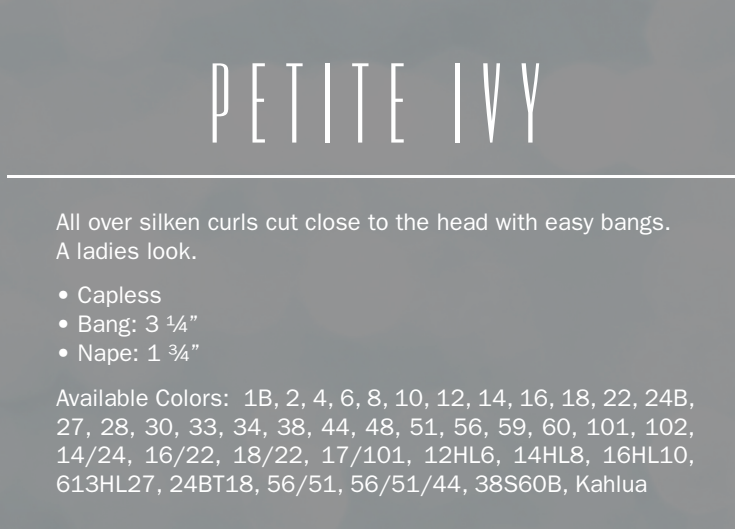 PETITE IVY
All over silken curls cut close to the head with easy bangs.
A ladies look.
• Capless
• Bang: 3 ¼”
• Nape: 1 ¾”
Available Colors: 1B, 2, 4, 6, 8, 10, 12, 14, 16, 18, 22, 24B,
27, 28, 30, 33, 34, 38, 44, 48, 51, 56, 59, 60, 101, 102,
14/24, 16/22, 18/22, 17/101, 12HL6, 14HL8, 16HL10,
613HL27, 24BT18, 56/51, 56/51/44, 38S60B, Kahlua